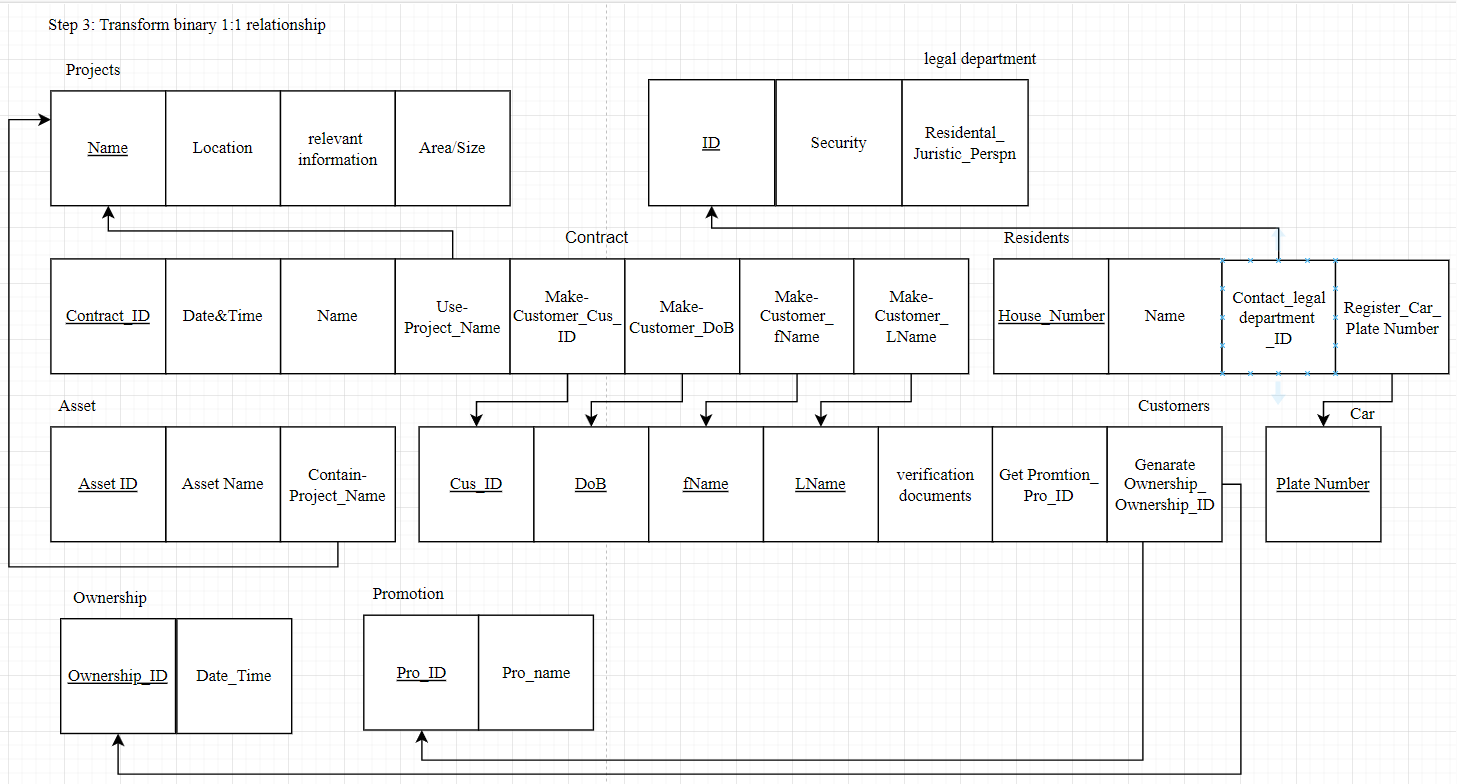 Step 3: Transform binary 1:1 relationship
legal department
Projects
Name
Location
relevant
information
Area/Size
ID
Security
Residental_
Juristic_Perspn
Contract
Residents
Contract_ID
Date&Time
Name
Use-
Project_Name
Make-
Customer_Cus_
ID
Make-
Customer_DoB
Make-
Customer_
fName
Make-
Customer_
LName
House_Number
Name
Contact_legal
department
_ID
Register_Car_
Plate Number
Asset
Customers
Car
Asset ID
Asset Name
Contain-
Project_Name
Cus_ID
DoB
fName
LName
verification
documents
Get Promtion_
Pro_ID
Genarate
Ownership_
Ownership_ID
Plate Number
Ownership
Promotion
Ownership_ID
Date_Time
Pro_ID
Pro_name